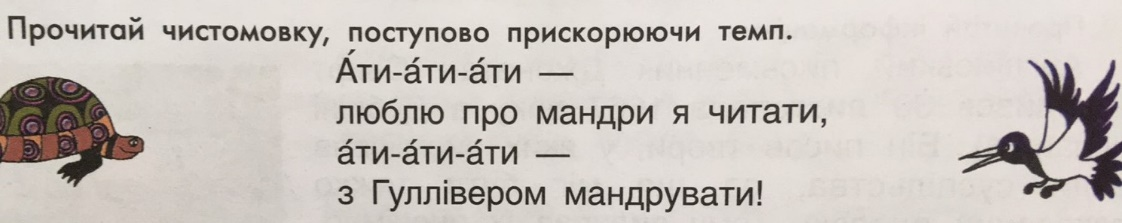 Прочитай чистомовку, поступово прискорюючи темп.
А́ти-а́ти-а́ти —
люблю про мандри я читати,
а́ти-а́ти-а́ти —
з Гуллівером мандрувати!